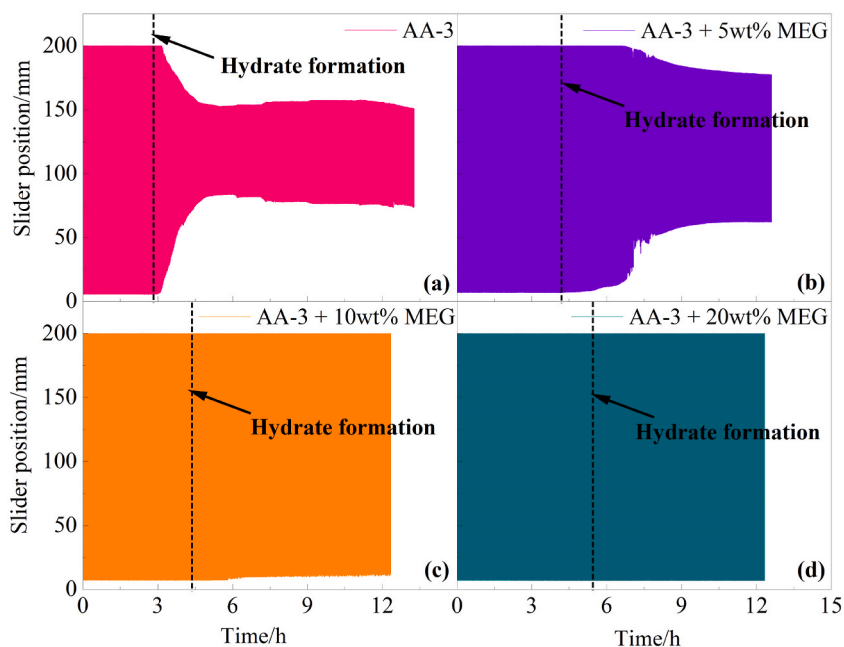 AA-3
AA-3 + 5wt% MEG
200
Hydrate formation
150
Hydrate formation
100
50
(a)
(b)
0
Slider position/mm
AA-3 + 10wt% MEG
AA-3 + 20wt% MEG
200
150
Hydrate formation
Hydrate formation
100
50
(c)
(d)
0
Slider position/mm
0 3 6 9 12 0 3 6 9 12 15
Time/h Time/h